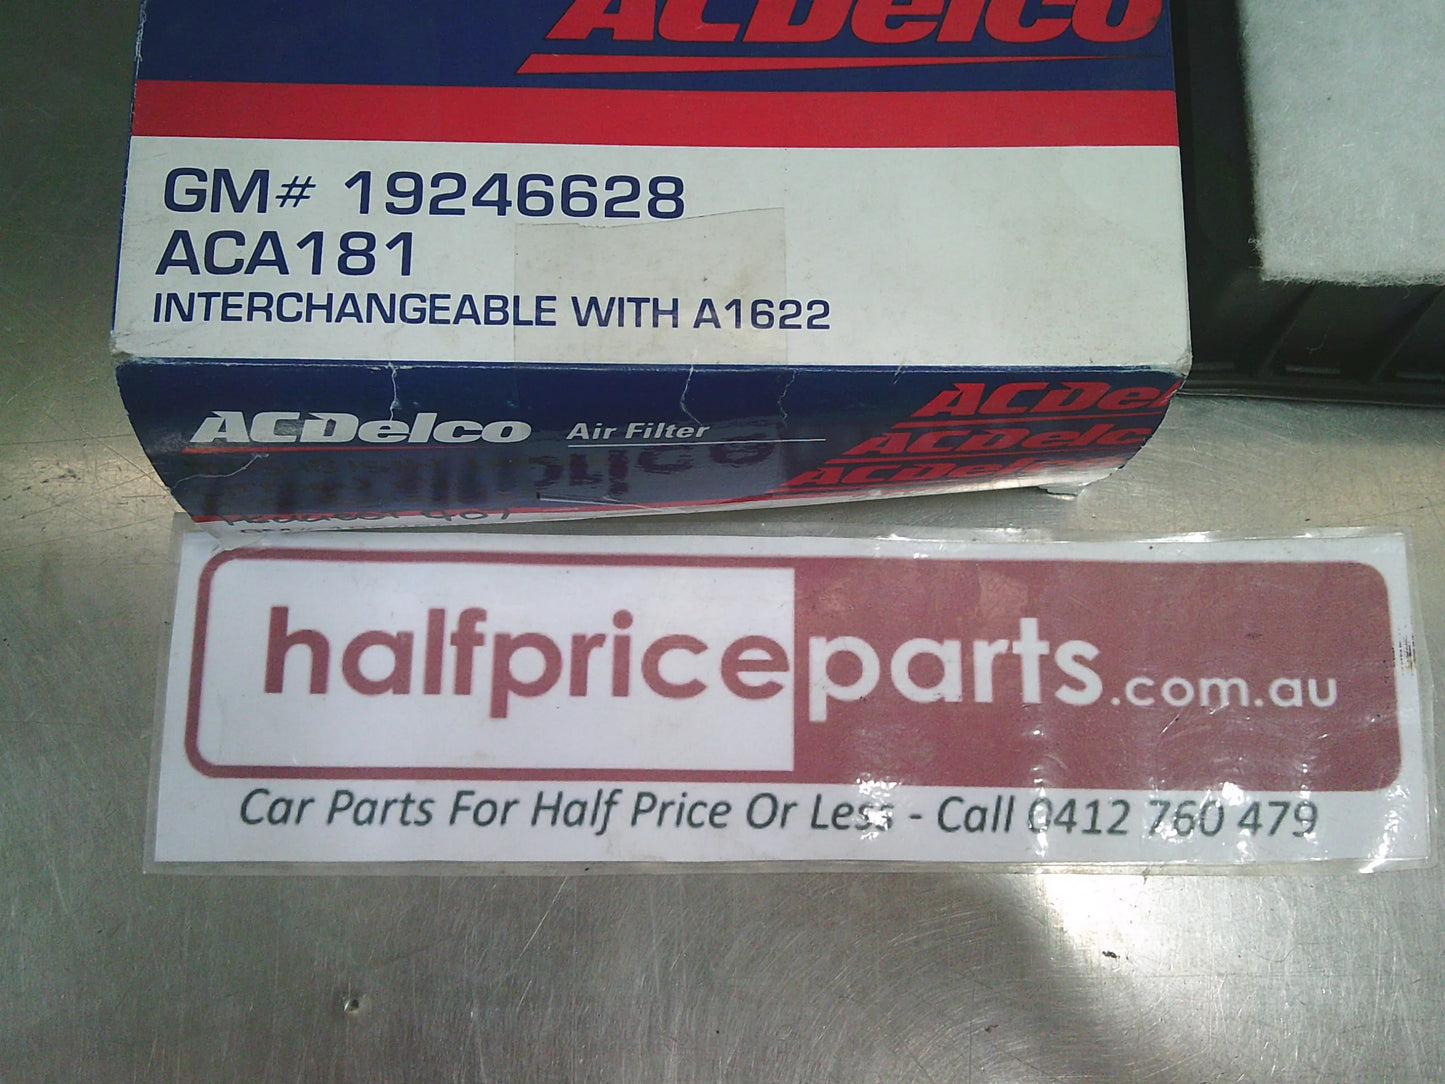 ACDelco
GM# 19246628
ACA181
INTERCHANGEABLE WITH A1622
ACDelco Air Filter
ACDelco
ACDelco
ACDelco
halfpriceparts.com.au
Car Parts For Half Price Or Less - Call 0412 760 479